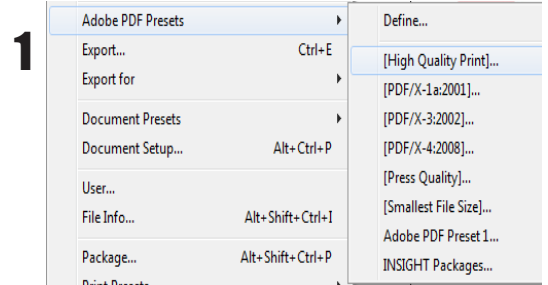 1
Adobe PDF Presets
Export... Ctrl+E
Export for
Document Presets
Document Setup... Alt+Ctrl+P
User...
File Info... Alt+Shift+Ctrl+I
Package... Alt+Shift+Ctrl+P
Print Presets
Define...
[High Quality Print]...
[PDF/X-1a:2001]...
[PDF/X-3:2002]...
[PDF/X-4:2008]...
[Press Quality]...
[Smallest File Size]...
Adobe PDF Preset 1...
INSIGHT Packages...